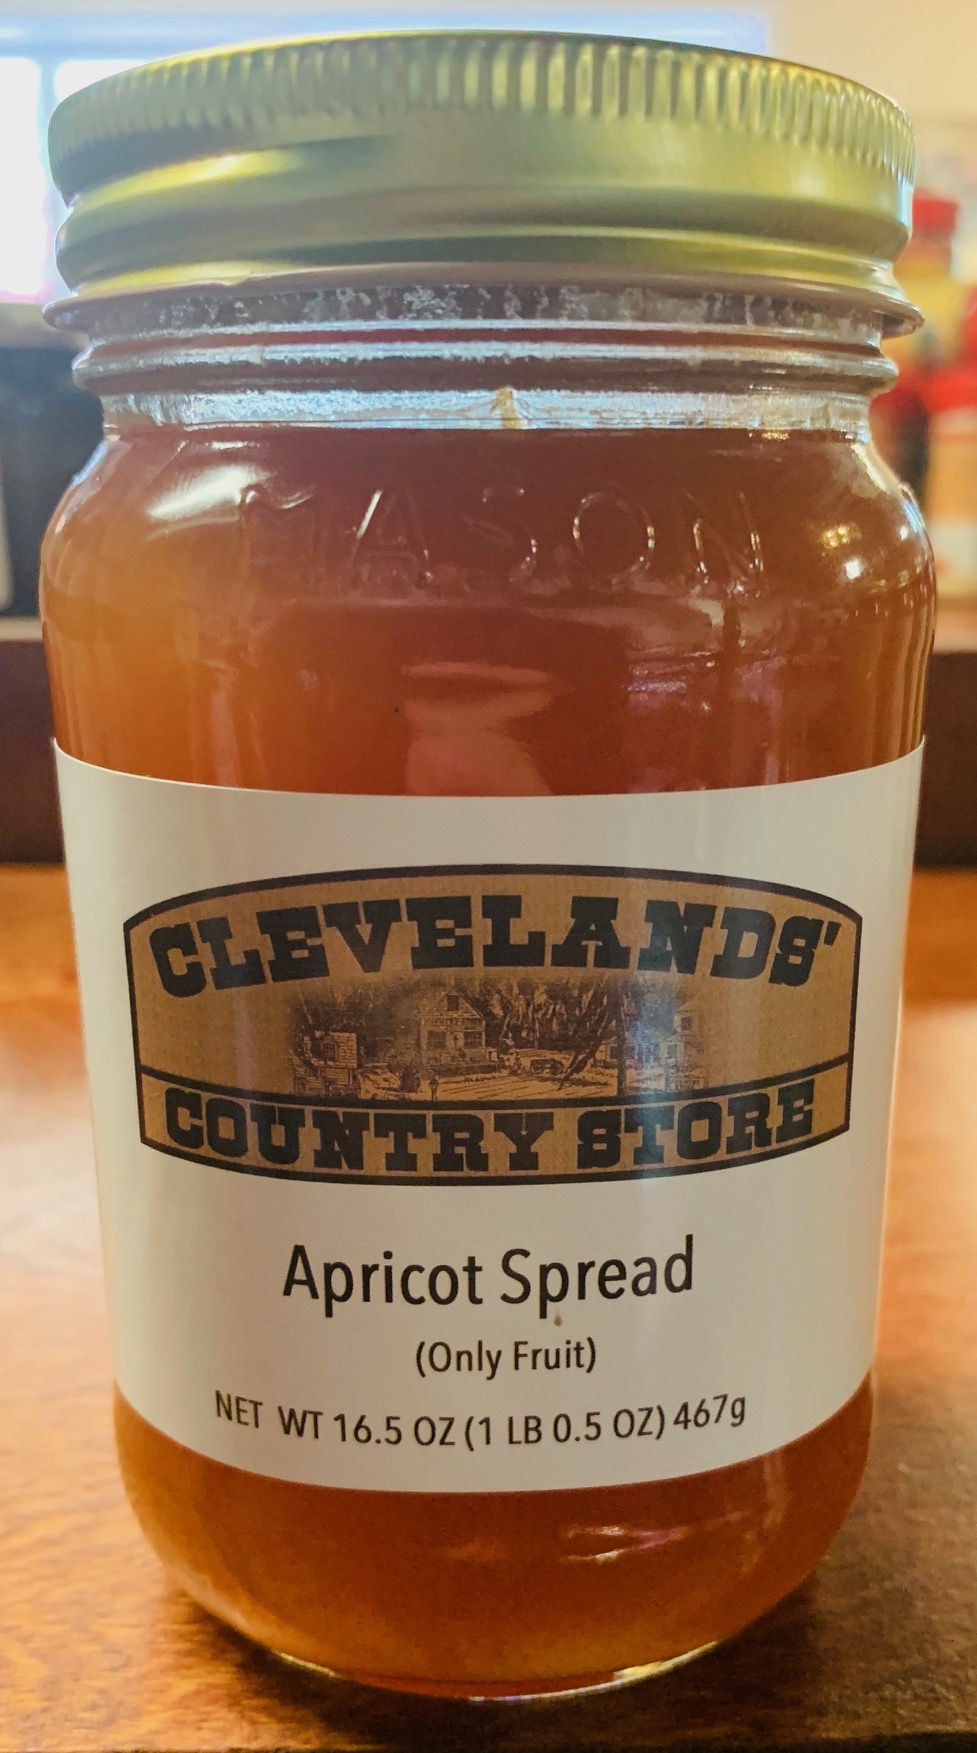 MASON
CLEVELANDS'
COUNTRY STORE
Apricot Spread
(Only Fruit)
NET WT 16.5 OZ (1 LB 0.5 OZ) 467g